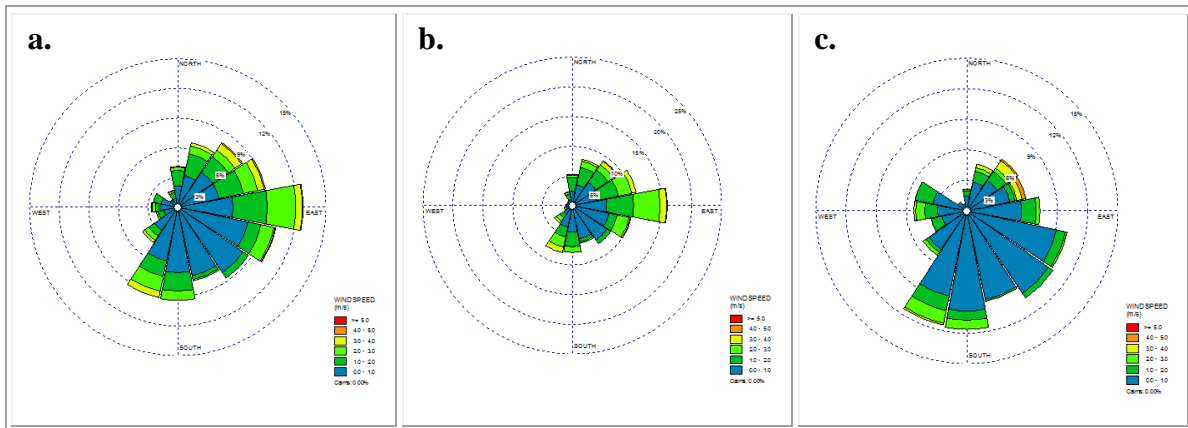 a.
NORTH
15%
12%
9%
6%
3%
WEST
EAST
SOUTH
WINDSPEED
(m/s)
>= 5.0
4.0 - 5.0
3.0 - 4.0
2.0 - 3.0
1.0 - 2.0
0.0 - 1.0
Calms: 0.00%
b.
NORTH
25%
20%
15%
10%
5%
WEST
EAST
SOUTH
WINDSPEED
(m/s)
>= 5.0
4.0 - 5.0
3.0 - 4.0
2.0 - 3.0
1.0 - 2.0
0.0 - 1.0
Calms: 0.00%
c.
NORTH
15%
12%
9%
6%
3%
WEST
EAST
SOUTH
WINDSPEED
(m/s)
>= 5.0
4.0 - 5.0
3.0 - 4.0
2.0 - 3.0
1.0 - 2.0
0.0 - 1.0
Calms: 0.00%